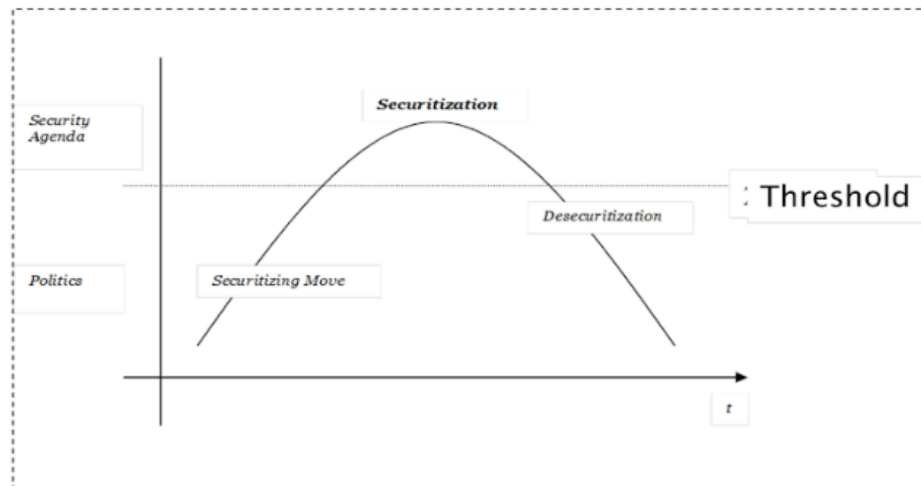 Securitization
Security
Agenda
Threshold
Desecuritization
Politics
Securitizing Move
t